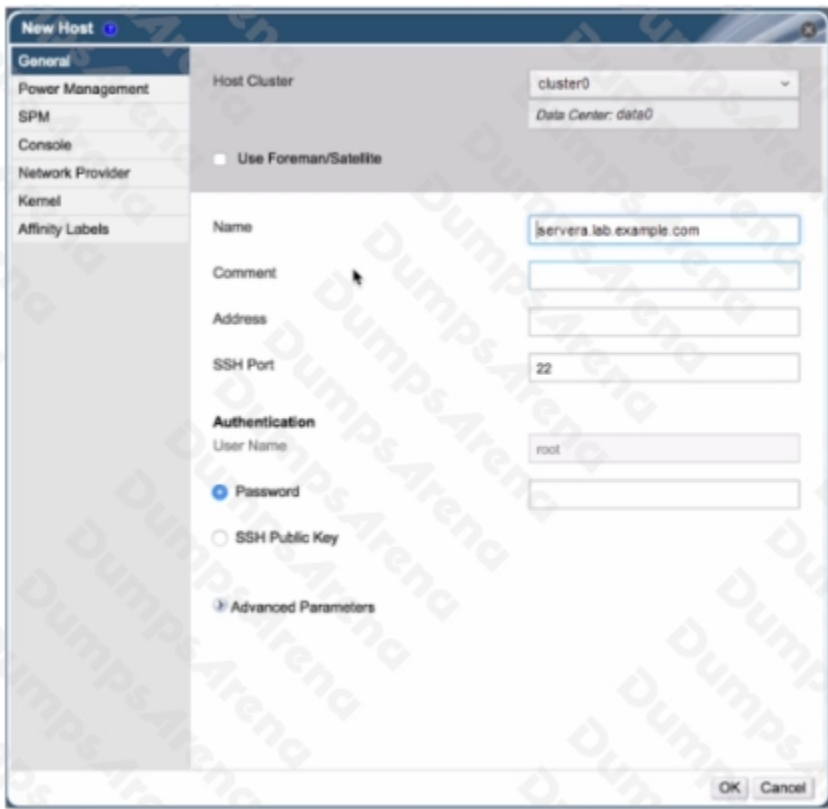 New Host
General
Power Management
SPM
Console
Network Provider
Kernel
Affinity Labels
Host Cluster
cluster0
Data Center: data0
Use Foreman/Satellite
Name
servera.lab.example.com
Comment
Address
SSH Port
22
Authentication
User Name
root
Password
SSH Public Key
Advanced Parameters
OK Cancel
DumpsArena